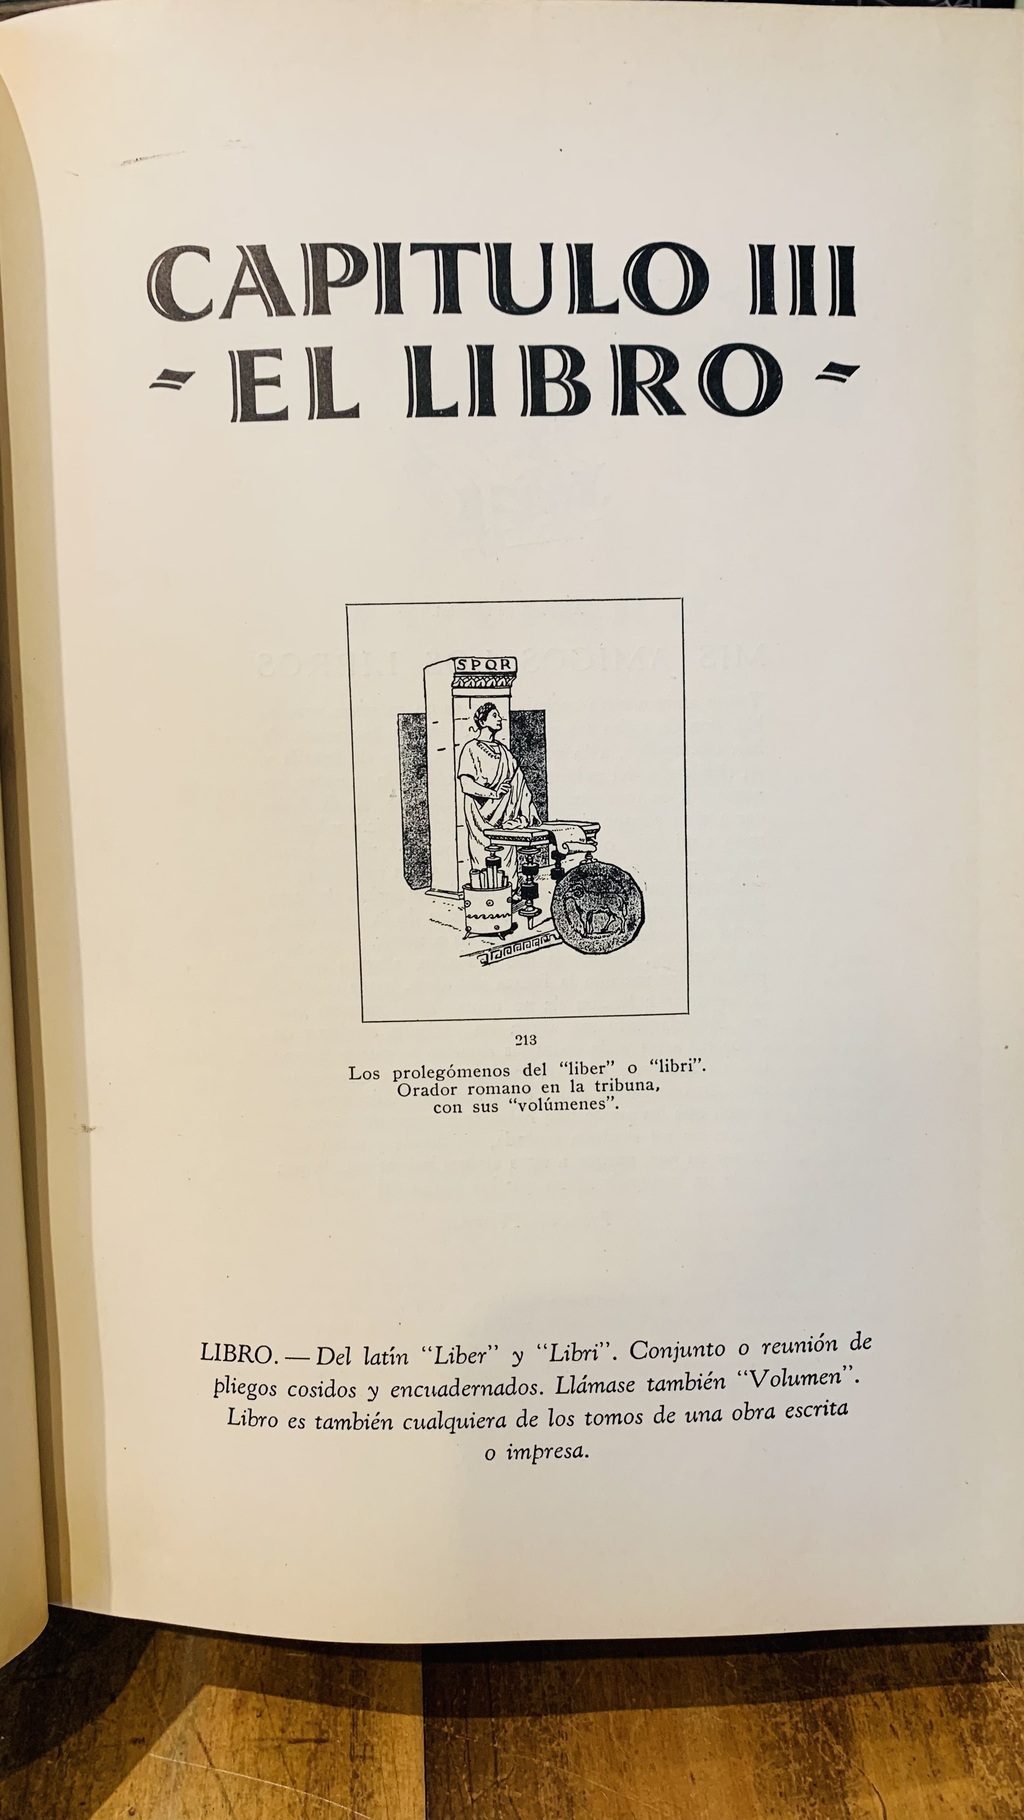 CAPITULO III
- EL LIBRO -
SPQR
213
Los prolegómenos del “liber” o “libri”.
Orador romano en la tribuna,
con sus “volúmenes”.
LIBRO. — Del latín “Liber” y “Libri”. Conjunto o reunión de
pliegos cosidos y encuadernados. Llámase también “Volumen”.
Libro es también cualquiera de los tomos de una obra escrita
o impresa.